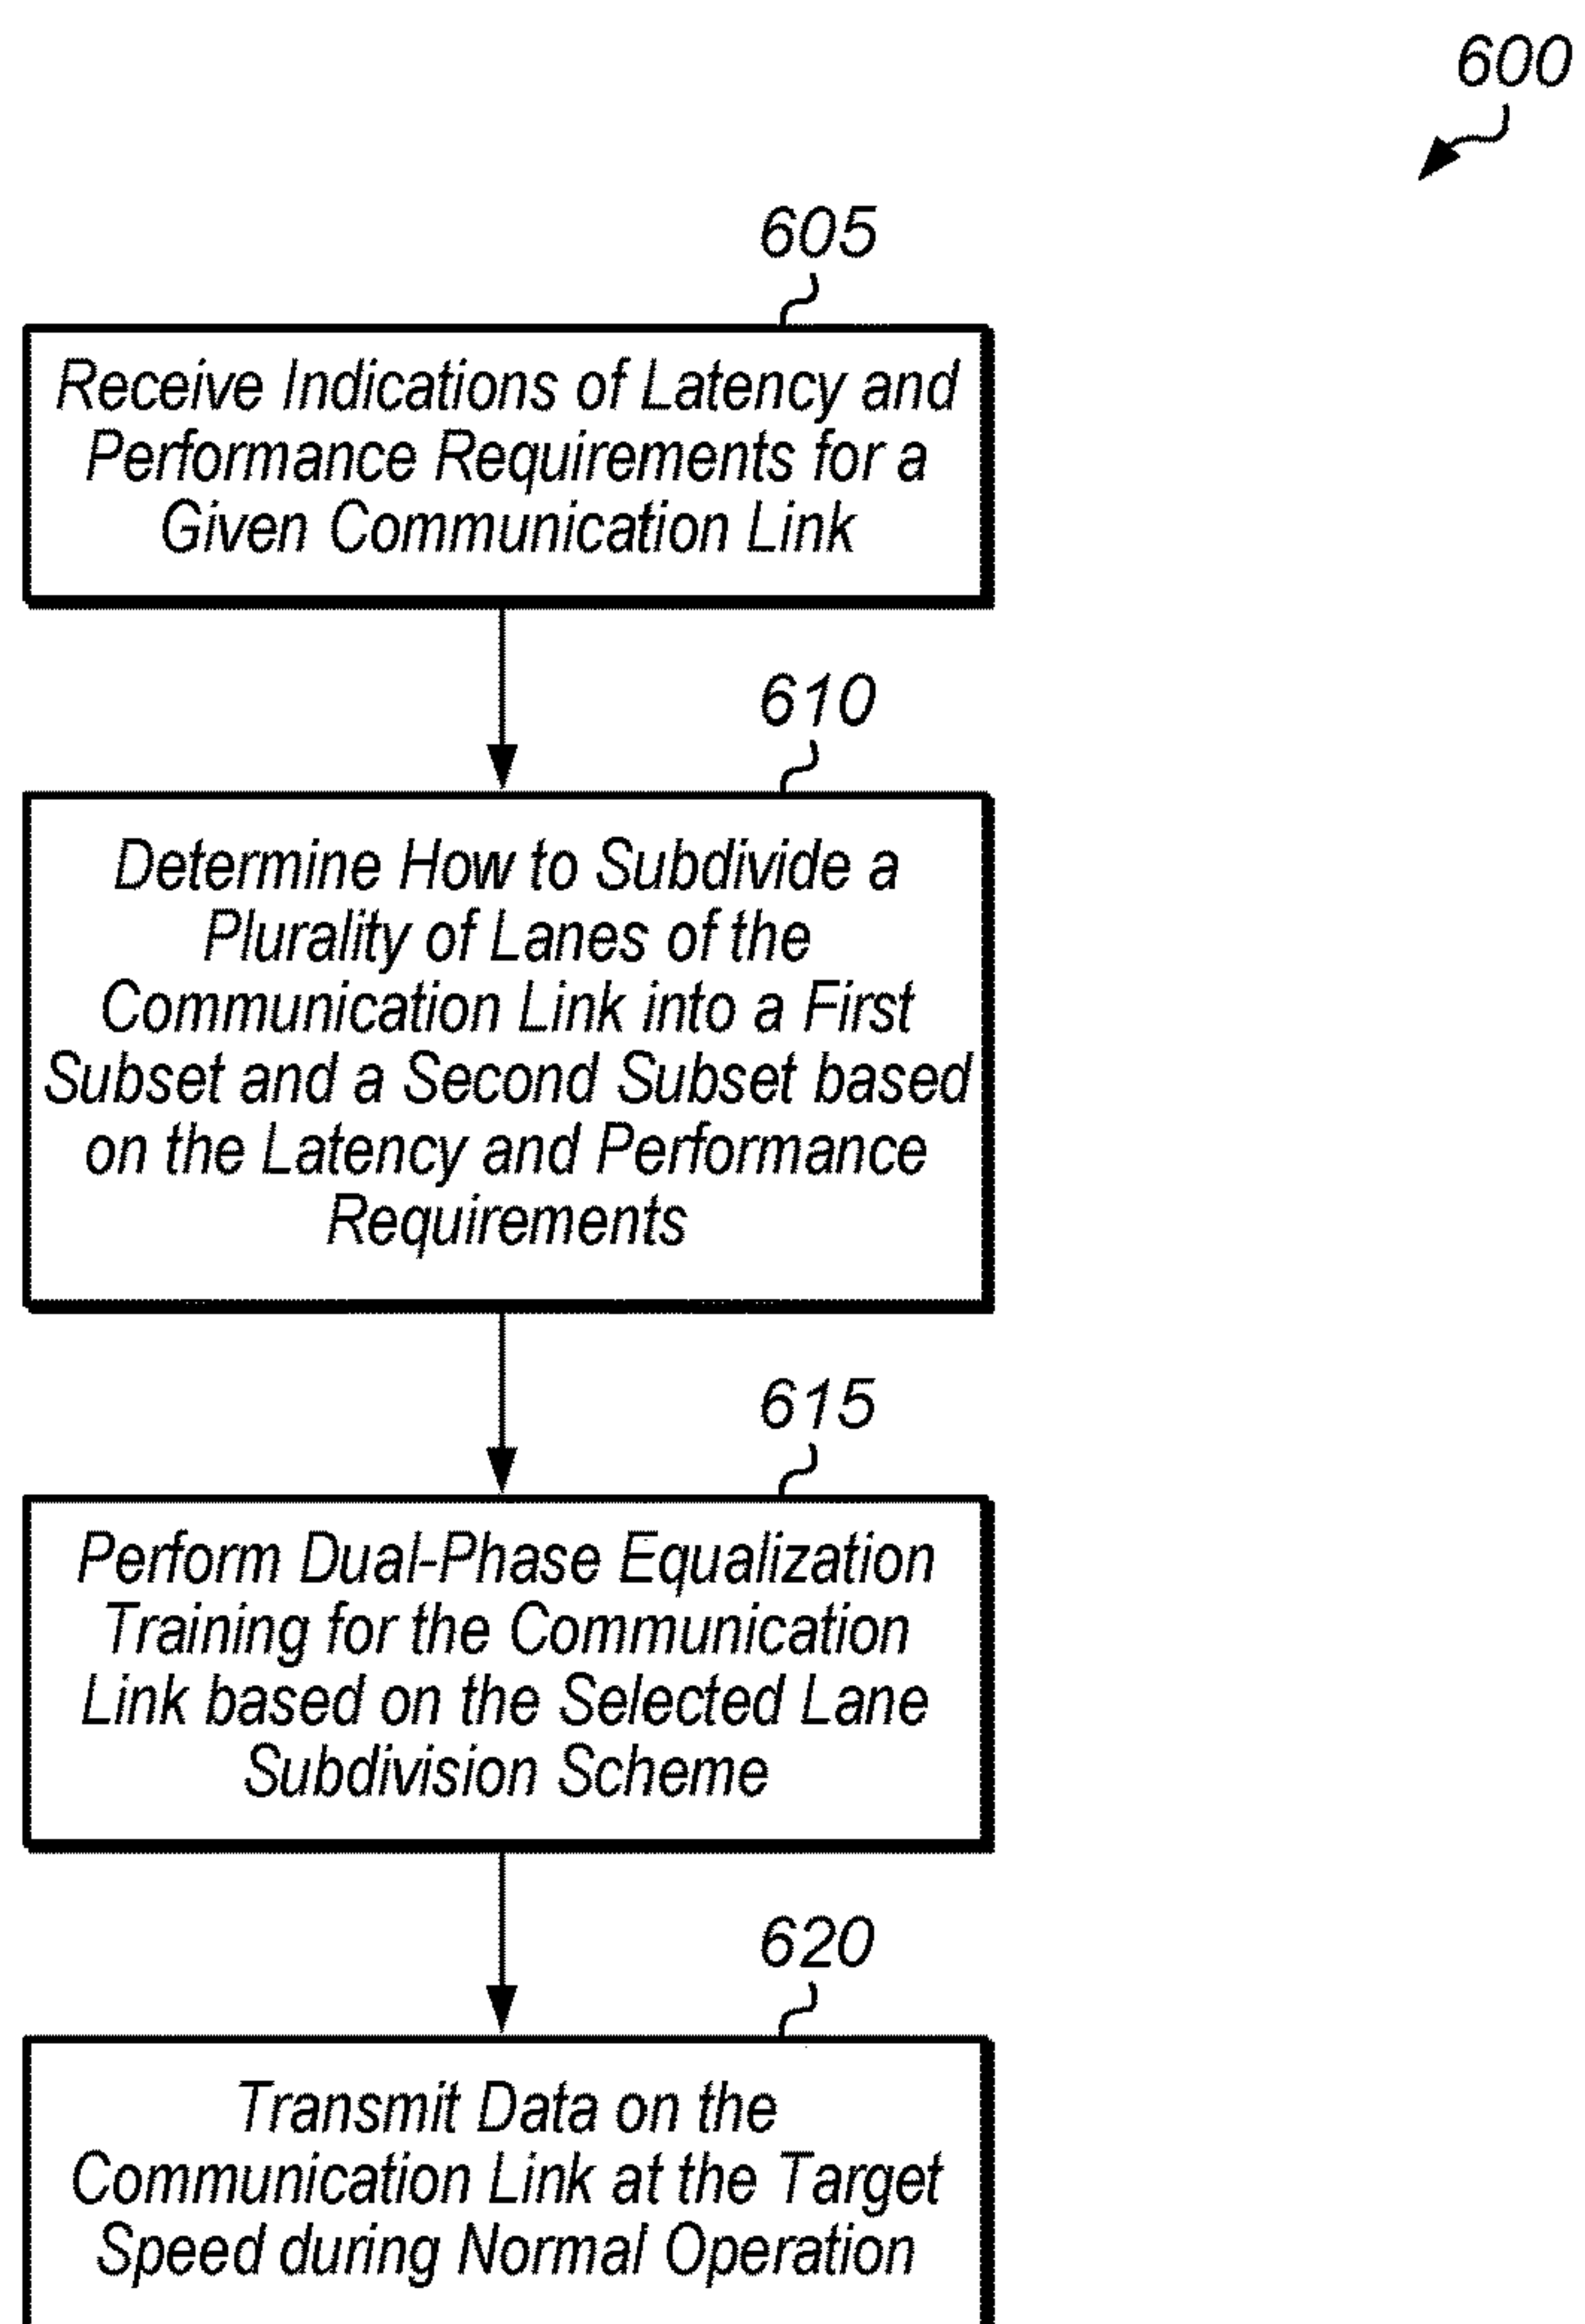 600
605
Receive Indications of Latency and
Performance Requirements for a
Given Communication Link
610
Determine How to Subdivide a
Plurality of Lanes of the
Communication Link into a First
Subset and a Second Subset based
on the Latency and Performance
Requirements
615
Perform Dual-Phase Equalization
Training for the Communication
Link based on the Selected Lane
Subdivision Scheme
620
Transmit Data on the
Communication Link at the Target
Speed during Normal Operation